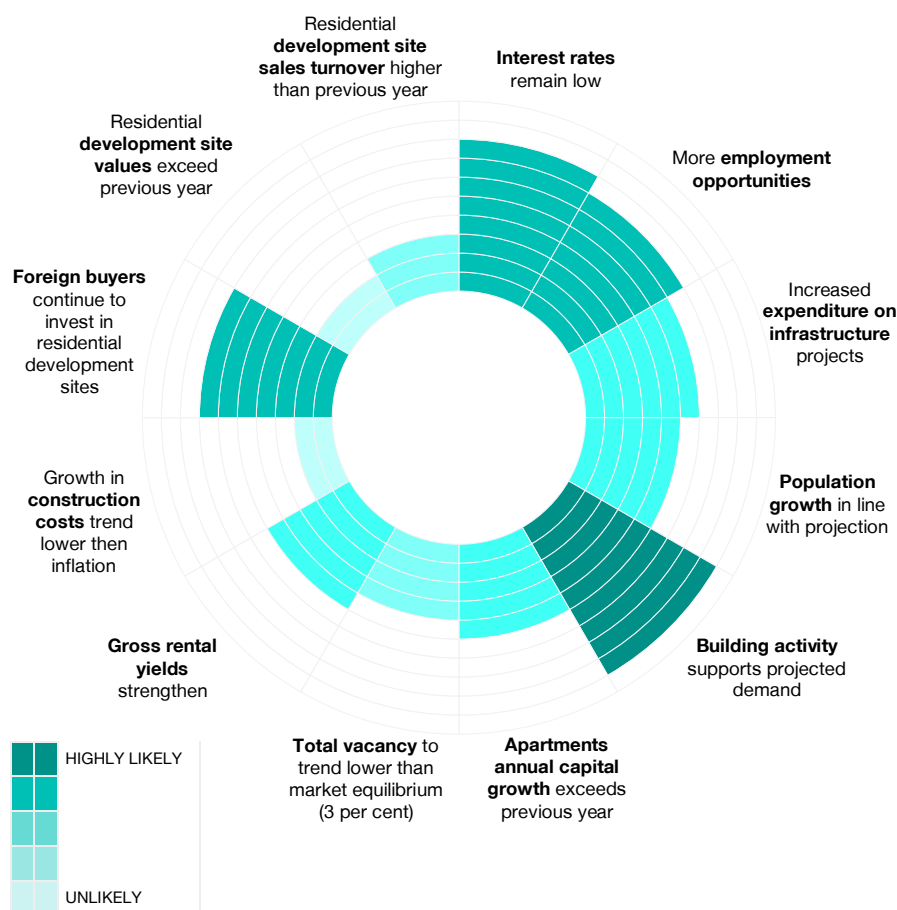 Residential
development site
sales turnover higher
than previous year
Interest rates
remain low
More employment
opportunities
Increased
expenditure on
infrastructure
projects
Population
growth in line
with projection
Building activity
supports projected
demand
Apartments
annual capital
growth exceeds
previous year
Total vacancy to
trend lower than
market equilibrium
(3 per cent)
Gross rental
yields
strengthen
Growth in
construction
costs trend
lower then
inflation
Foreign buyers
continue to
invest in
residential
development
sites
Residential
development site
values exceed
previous year
HIGHLY LIKELY
UNLIKELY